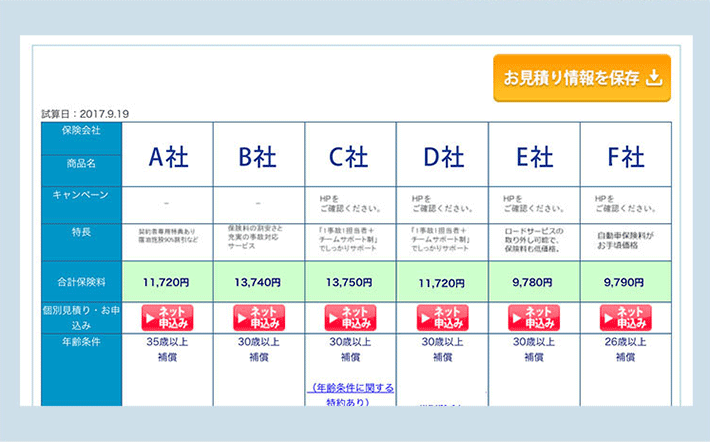 お見積り情報を保存
試算日：2017.9.19
保険会社
商品名
A社 B社 C社 D社 E社 F社
キャンペーン
－ － HPを HPを HPを HPを
ご確認ください。 ご確認ください。 ご確認ください。 ご確認ください。
特長
契約者専用特典あり
宿泊施設90%割引など
保険料の割安さと
充実の事故対応
サービス
「1事故1担当者＋
チームサポート制」
でしっかりサポート
「1事故1担当者＋
チームサポート制」
でしっかりサポート
ロードサービスの
取り外し可能で、
保険料も低価格。
自動車保険料が
お手頃価格
合計保険料 11,720円 13,740円 13,750円 11,720円 9,780円 9,790円
個別見積り・お申
込み
ネット ネット ネット ネット ネット ネット
申込み 申込み 申込み 申込み 申込み 申込み
年齢条件 35歳以上 30歳以上 30歳以上 30歳以上 30歳以上 26歳以上
補償 補償 補償 補償 補償 補償
（年齢条件に関する
特約あり）